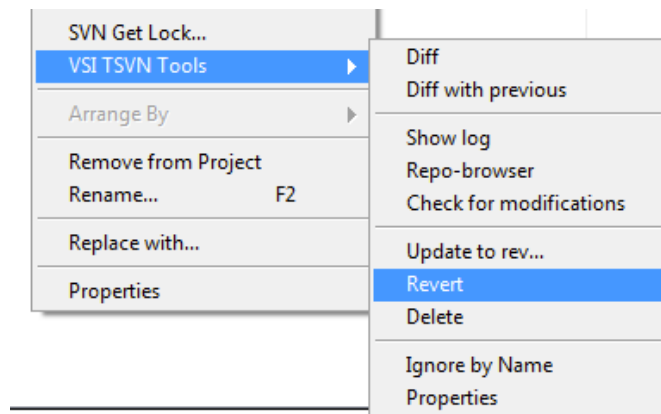 SVN Get Lock...
VSI TSVN Tools
Arrange By
Remove from Project
Rename... F2
Replace with...
Properties
Diff
Diff with previous
Show log
Repo-browser
Check for modifications
Update to rev...
Revert
Delete
Ignore by Name
Properties